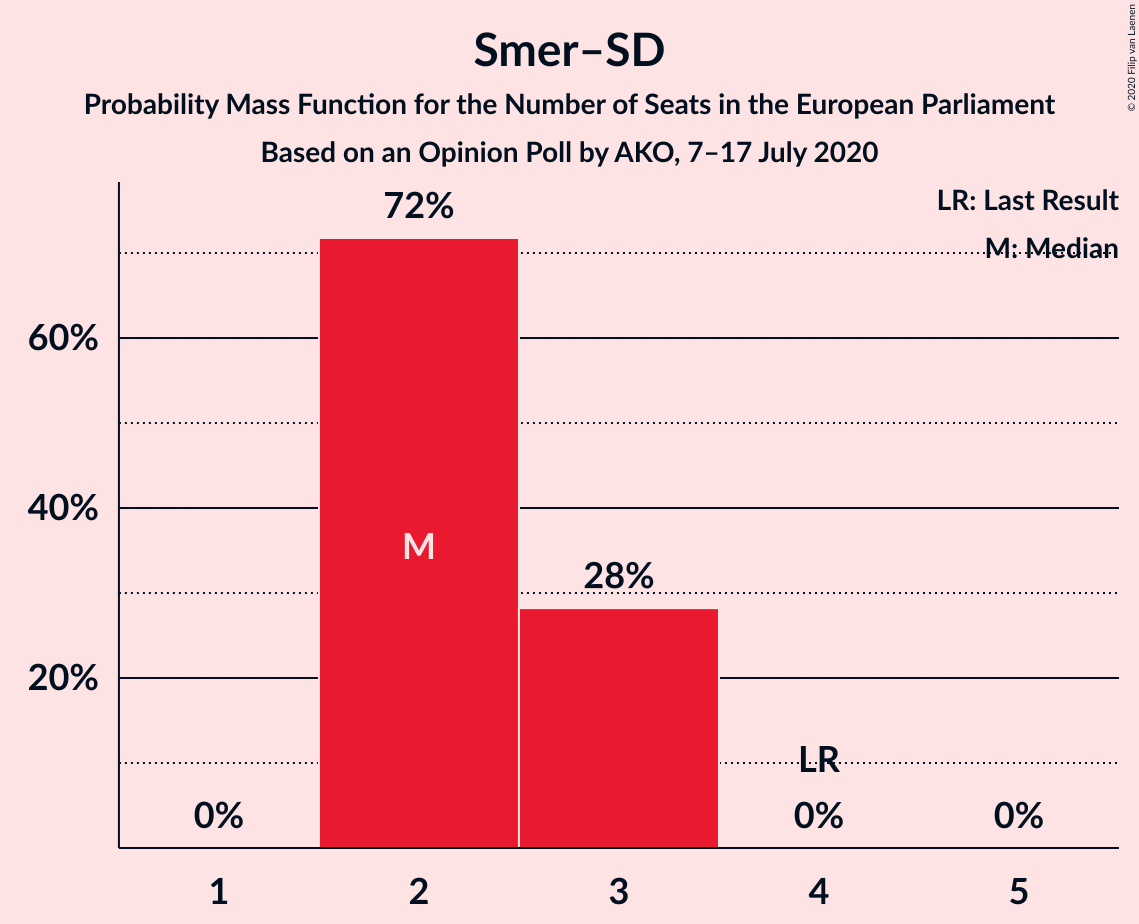 Smer–SD
Probability Mass Function for the Number of Seats in the European Parliament
Based on an Opinion Poll by AKO, 7–17 July 2020
© 2020 Filip van Laenen
LR: Last Result
M: Median
72%
60%
40%
M
28%
20%
LR
0%
0%
0%
1
2
3
4
5